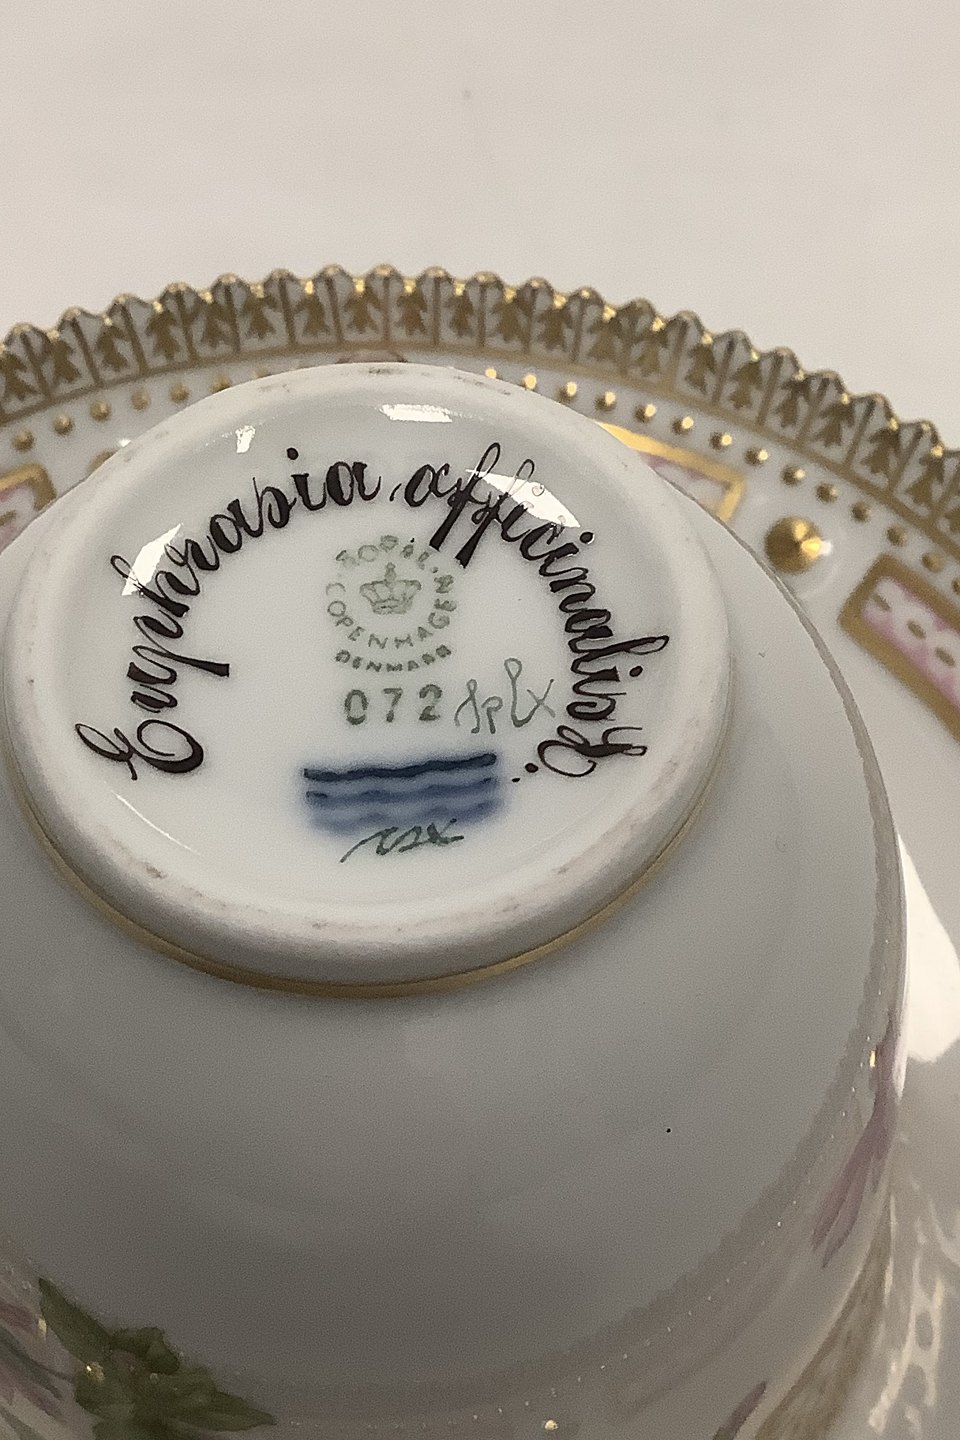 Euphrasia officinalis L.
ROYAL
COPENHAGEN
DENMARK
072